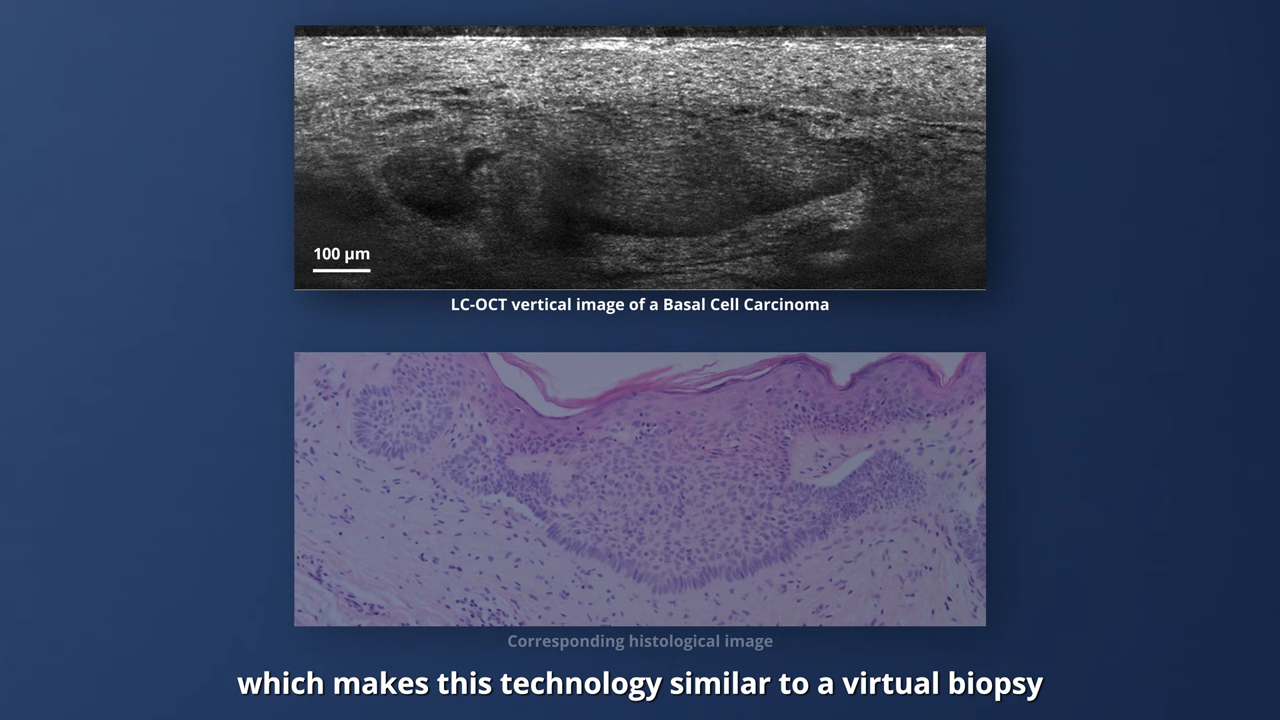 100 µm
LC-OCT vertical image of a Basal Cell Carcinoma
Corresponding histological image
which makes this technology similar to a virtual biopsy